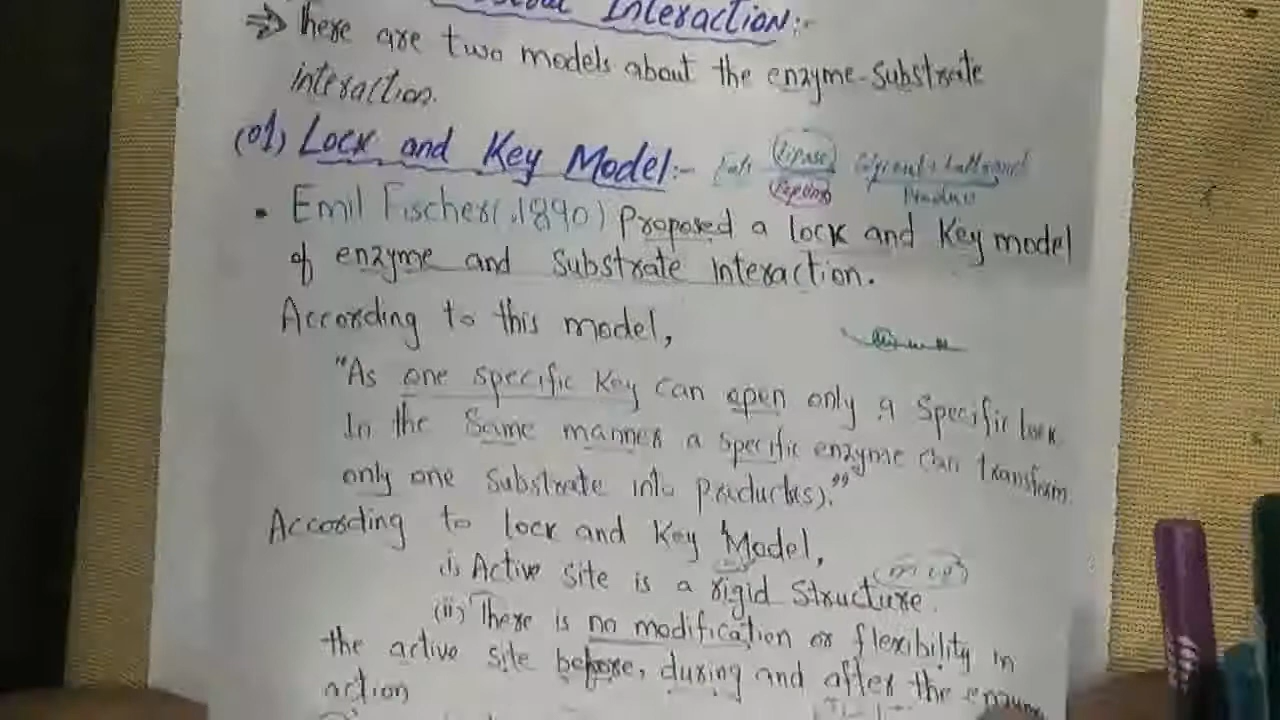 Interaction:-
⇒ There are two models about the enzyme-substrate
interaction.
(01) Lock and Key Model:- Lipase
Product
• Emil Fischer (1890) Proposed a lock and Key model
of enzyme and Substrate Interaction.
According to this model,
"As one specific Key can open only a Specific lock
In the Same manner a specific enzyme can transform
only one Substrate into products)."
According to lock and Key Model,
i) Active site is a rigid Structure.
(ii) There is no modification or flexibility in
the active site before, during and after the enzyme
action